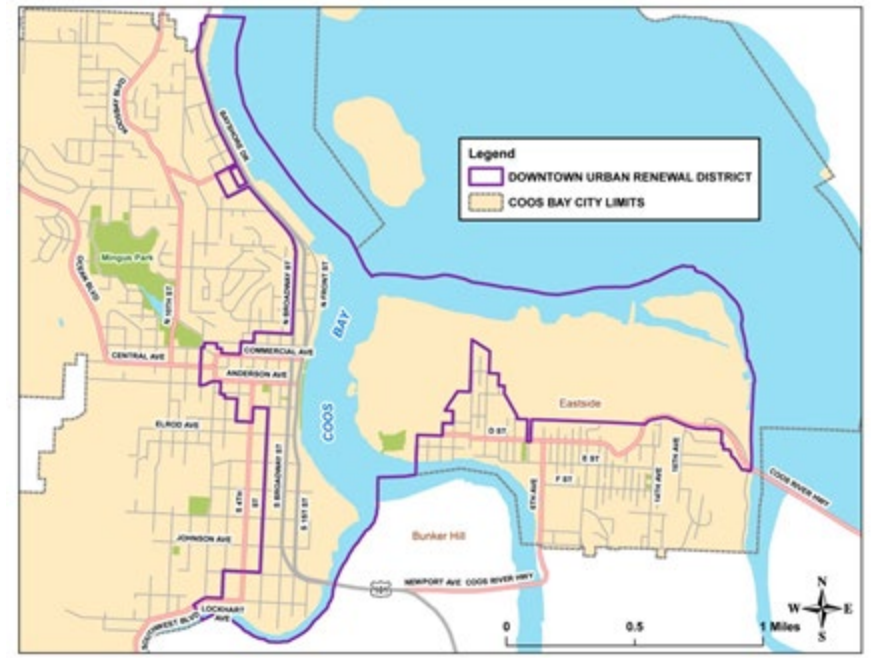 Legend
DOWNTOWN URBAN RENEWAL DISTRICT
COOS BAY CITY LIMITS
KOOSBAY BLVD
BAYSHORE DR
Mingus Park
OCEAN BLVD
N 10TH ST
N BROADWAY ST
N FRONT ST
COOS BAY
CENTRAL AVE
COMMERCIAL AVE
ANDERSON AVE
ELROD AVE
S 4TH ST
S BROADWAY ST
S 1ST ST
JOHNSON AVE
LOCKHART AVE
SOUTHWEST BLVD
Eastside
D ST
E ST
F ST
6TH AVE
14TH AVE
16TH AVE
COOS RIVER HWY
Bunker Hill
101
NEWPORT AVE COOS RIVER HWY
N
W E
S
0 0.5 1 Miles